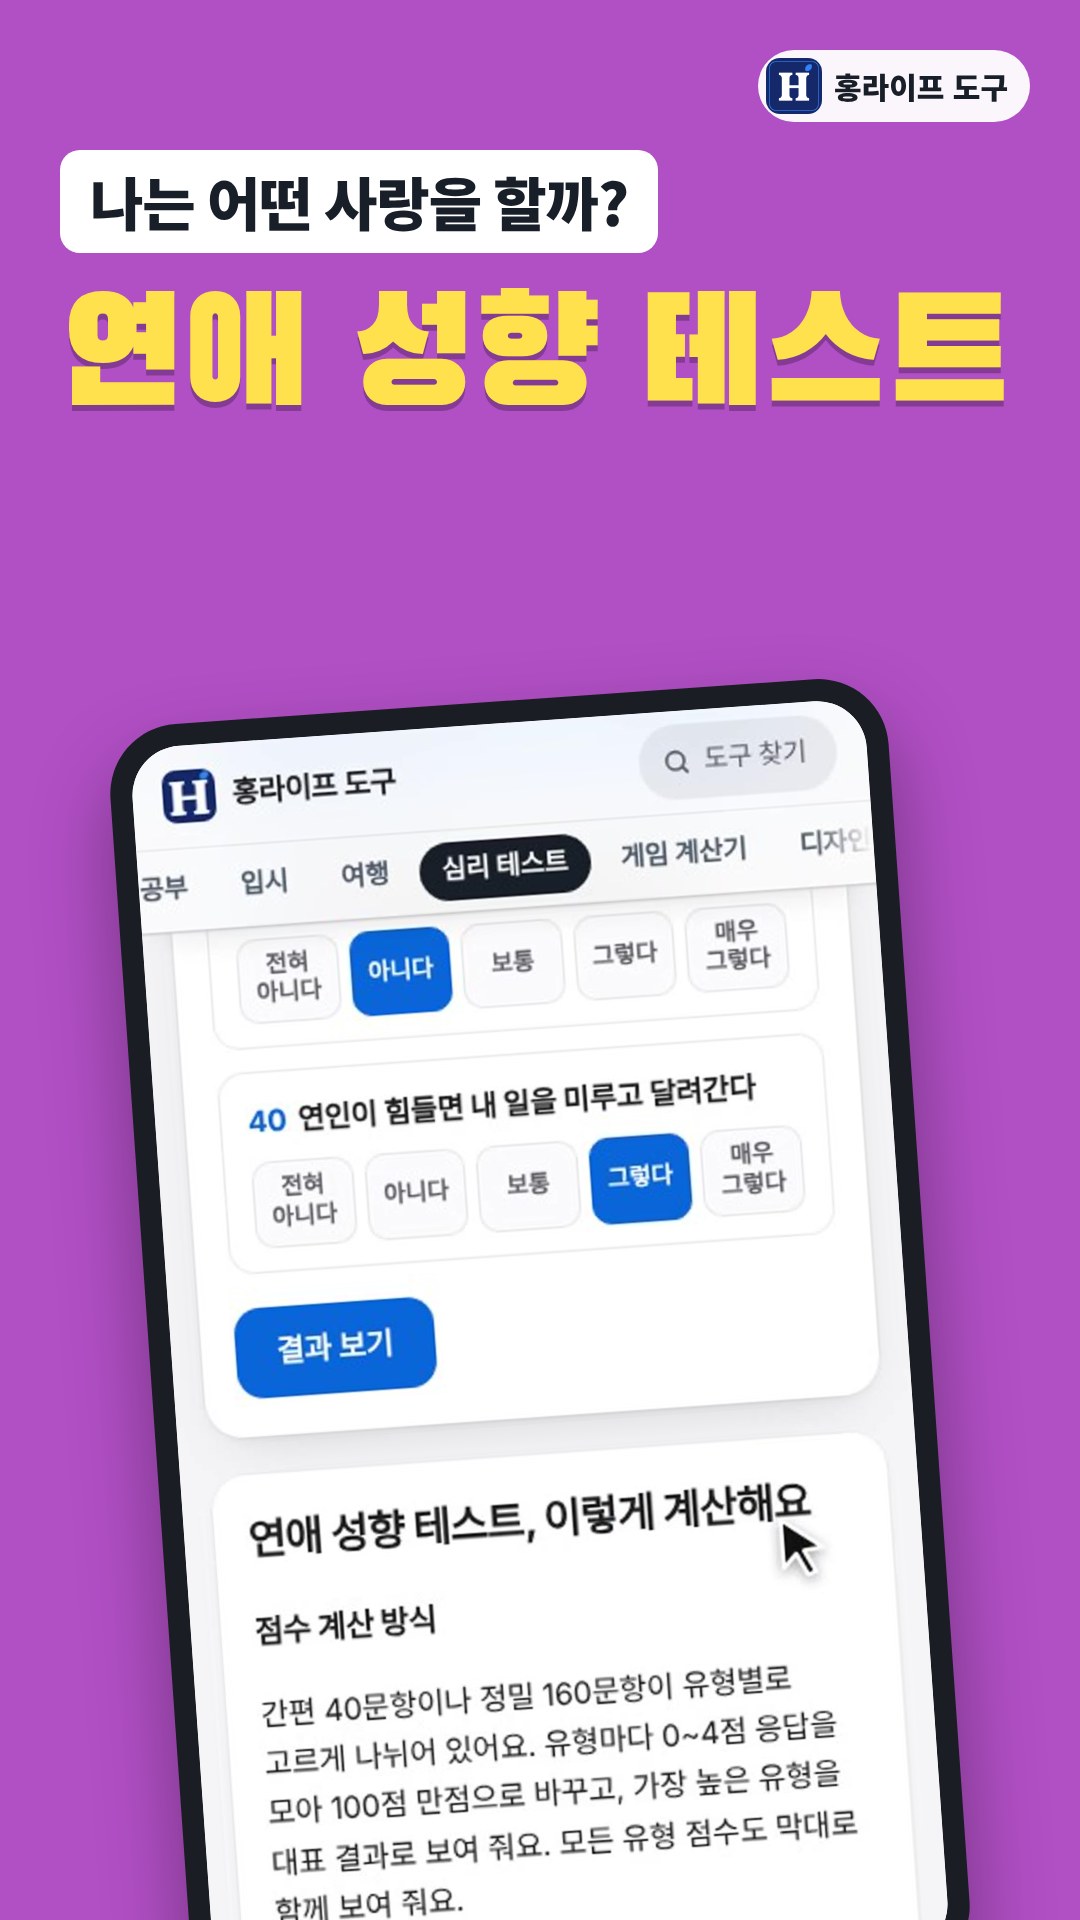 홍라이프 도구
나는 어떤 사랑을 할까?
연애 성향 테스트
홍라이프 도구
도구 찾기
공부 입시 여행 심리 테스트 게임 계산기 디자인
전혀 아니다 아니다 보통 그렇다 매우 그렇다
40 연인이 힘들면 내 일을 미루고 달려간다
전혀 아니다 아니다 보통 그렇다 매우 그렇다
결과 보기
연애 성향 테스트, 이렇게 계산해요
점수 계산 방식
간편 40문항이나 정밀 160문항이 유형별로
고르게 나뉘어 있어요. 유형마다 0~4점 응답을
모아 100점 만점으로 바꾸고, 가장 높은 유형을
대표 결과로 보여 줘요. 모든 유형 점수도 막대로
함께 보여 줘요.